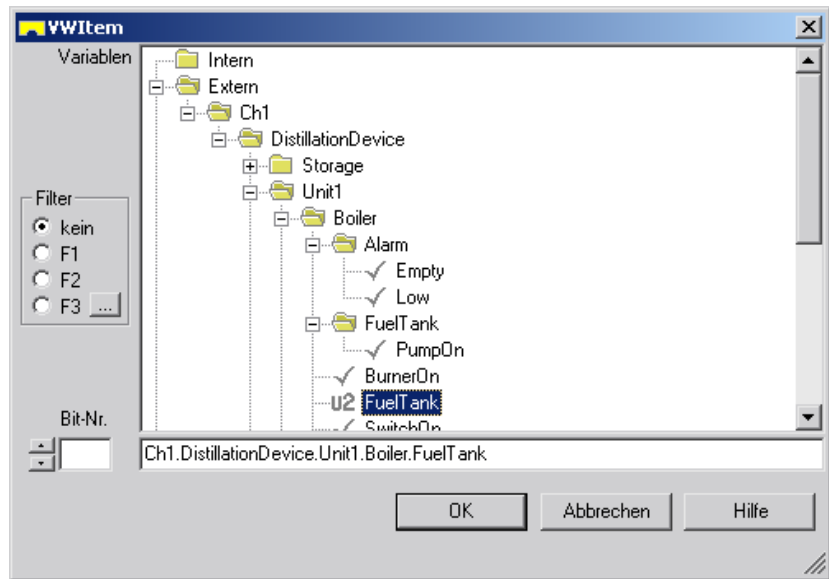 VWItem
Variablen
Intern
Extern
Ch1
DistillationDevice
Storage
Unit1
Boiler
Alarm
Empty
Low
FuelTank
PumpOn
BurnerOn
U2 FuelTank
SwitchOn
Filter
kein
F1
F2
F3 ...
Bit-Nr.
Ch1.DistillationDevice.Unit1.Boiler.FuelTank
OK Abbrechen Hilfe